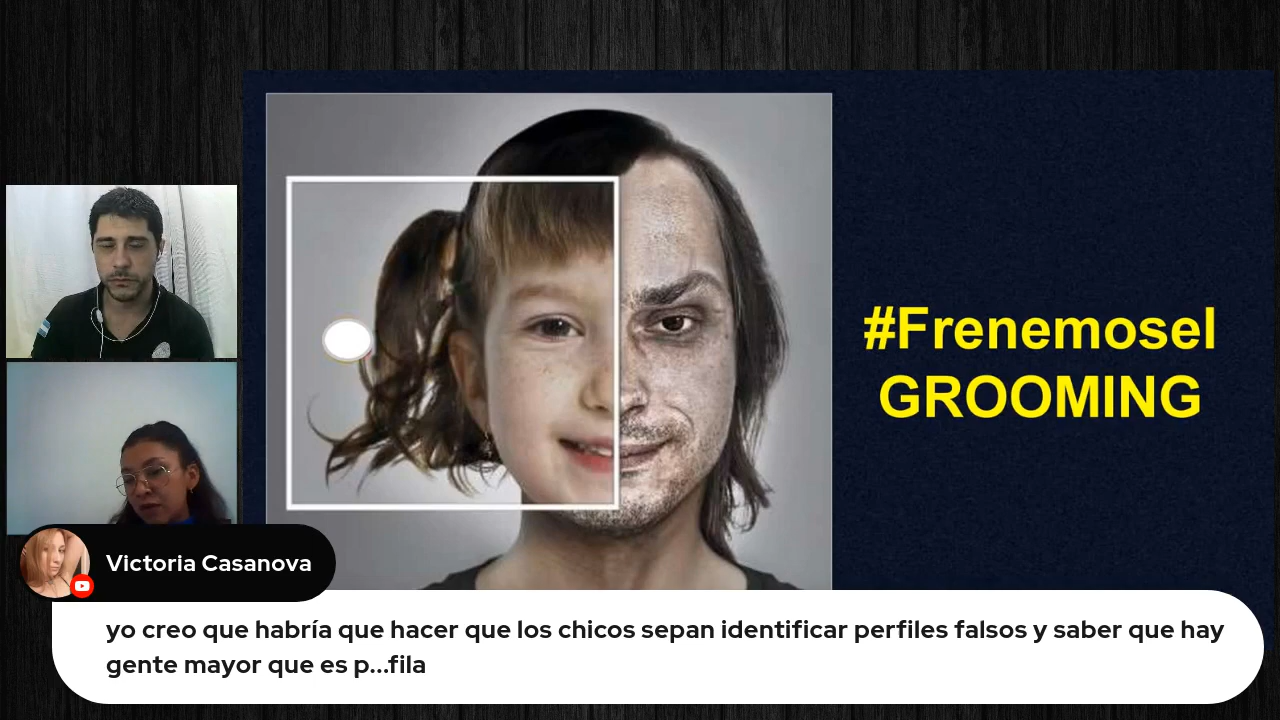 #Frenemosel
GROOMING
Victoria Casanova
yo creo que habría que hacer que los chicos sepan identificar perfiles falsos y saber que hay
gente mayor que es p...fila